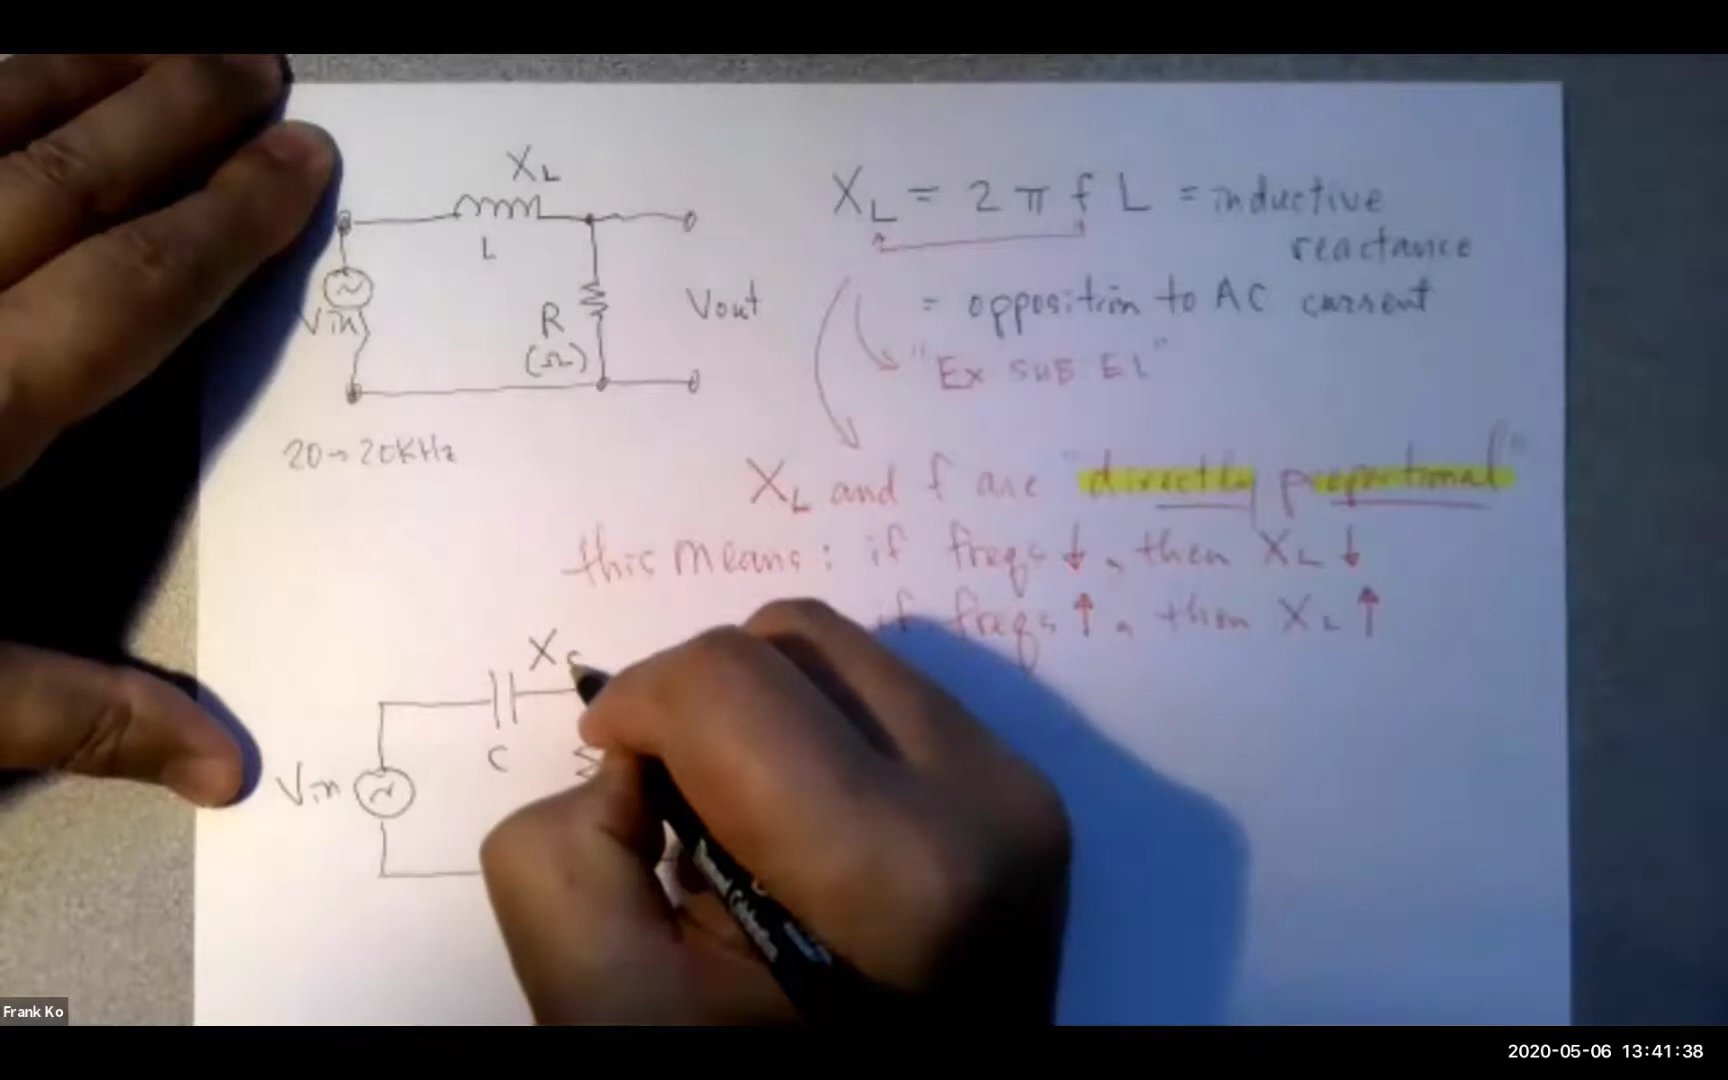 XL
L
Vin
R
(Ω)
Vout
20→20KHz
XL = 2 π f L = inductive
reactance
= opposition to AC current
"Ex SUB EL"
XL and f are "directly proportional"
this means: if freqs ↓, then XL ↓
if freqs ↑, then XL ↑
XC
C
Vin
Frank Ko
2020-05-06 13:41:38